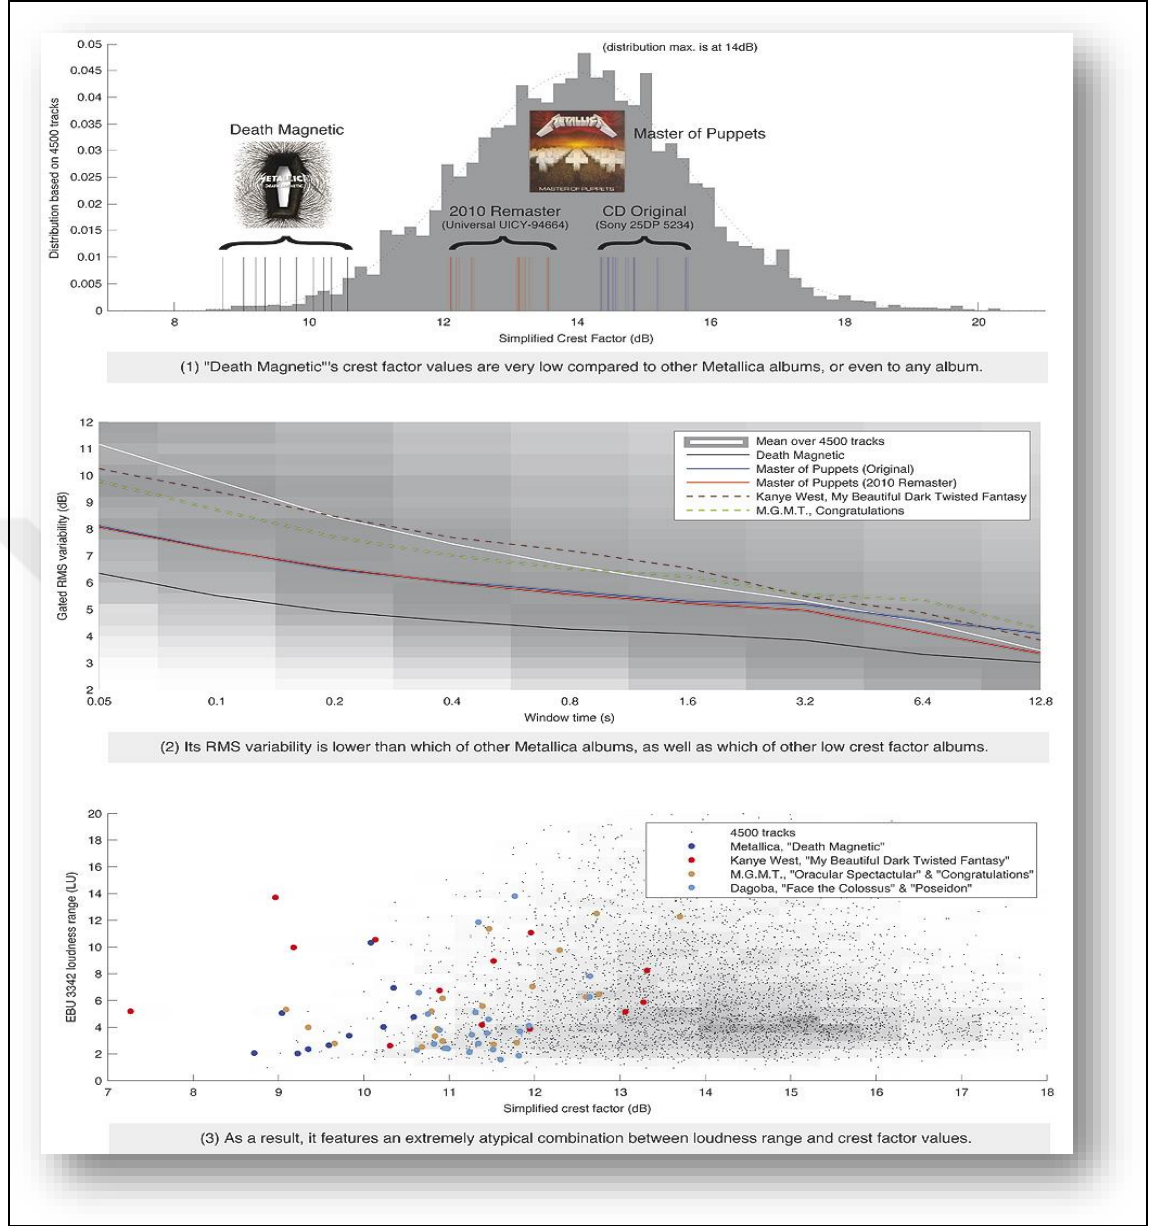 (distribution max. is at 14dB)
0.05
0.045
0.04
0.035
0.03
0.025
0.02
0.015
0.01
0.005
0
Distribution based on 4500 tracks
Death Magnetic
METALLICA
DEATH MAGNETIC
METALLICA
MASTER OF PUPPETS
Master of Puppets
2010 Remaster
(Universal UICY-94664)
CD Original
(Sony 25DP 5234)
8 10 12 14 16 18 20
Simplified Crest Factor (dB)
(1) "Death Magnetic"'s crest factor values are very low compared to other Metallica albums, or even to any album.
12
11
10
9
8
7
6
5
4
3
2
Gated RMS variability (dB)
Mean over 4500 tracks
Death Magnetic
Master of Puppets (Original)
Master of Puppets (2010 Remaster)
Kanye West, My Beautiful Dark Twisted Fantasy
M.G.M.T., Congratulations
0.05 0.1 0.2 0.4 0.8 1.6 3.2 6.4 12.8
Window time (s)
(2) Its RMS variability is lower than which of other Metallica albums, as well as which of other low crest factor albums.
20
18
16
14
12
10
8
6
4
2
0
EBU 3342 loudness range (LU)
4500 tracks
Metallica, "Death Magnetic"
Kanye West, "My Beautiful Dark Twisted Fantasy"
M.G.M.T., "Oracular Spectactular" & "Congratulations"
Dagoba, "Face the Colossus" & "Poseidon"
7 8 9 10 11 12 13 14 15 16 17 18
Simplified crest factor (dB)
(3) As a result, it features an extremely atypical combination between loudness range and crest factor values.